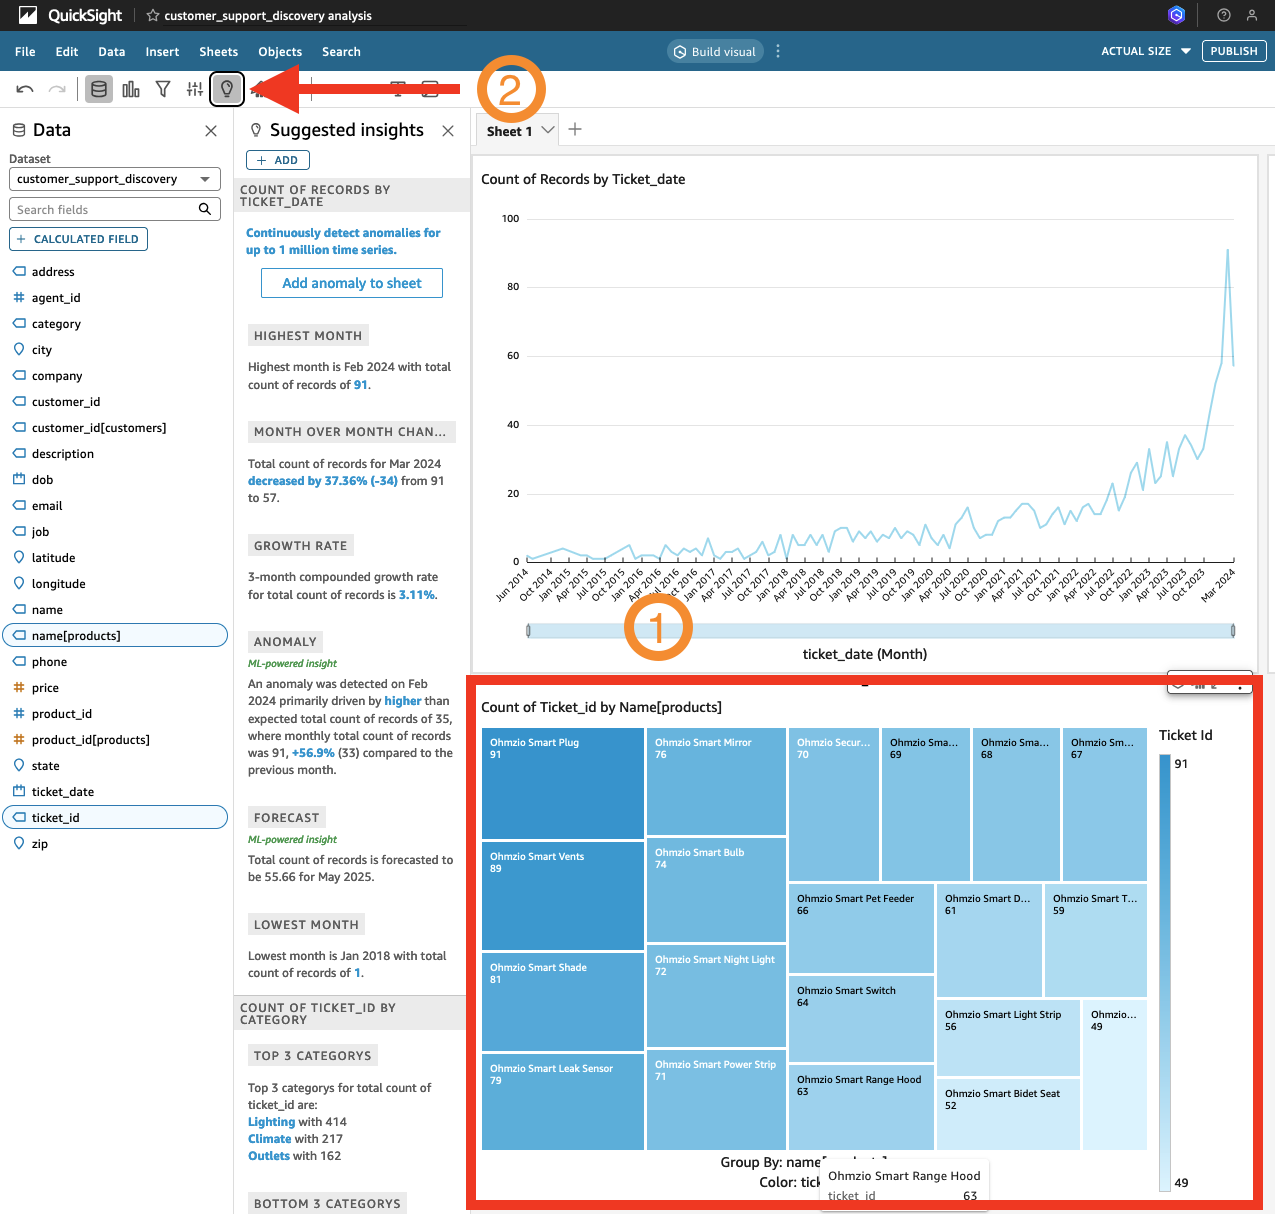 QuickSight
customer_support_discovery analysis
File Edit Data Insert Sheets Objects Search
Build visual
ACTUAL SIZE
PUBLISH
2
Data
Dataset
customer_support_discovery
Search fields
+ CALCULATED FIELD
address
agent_id
category
city
company
customer_id
customer_id[customers]
description
dob
email
job
latitude
longitude
name
name[products]
phone
price
product_id
product_id[products]
state
ticket_date
ticket_id
zip
Suggested insights
+ ADD
COUNT OF RECORDS BY
TICKET_DATE
Continuously detect anomalies for
up to 1 million time series.
Add anomaly to sheet
HIGHEST MONTH
Highest month is Feb 2024 with total
count of records of 91.
MONTH OVER MONTH CHAN...
Total count of records for Mar 2024
decreased by 37.36% (-34) from 91
to 57.
GROWTH RATE
3-month compounded growth rate
for total count of records is 3.11%.
ANOMALY
ML-powered insight
An anomaly was detected on Feb
2024 primarily driven by higher than
expected total count of records of 35,
where monthly total count of records
was 91, +56.9% (33) compared to the
previous month.
FORECAST
ML-powered insight
Total count of records is forecasted to
be 55.66 for May 2025.
LOWEST MONTH
Lowest month is Jan 2018 with total
count of records of 1.
COUNT OF TICKET_ID BY
CATEGORY
TOP 3 CATEGORYS
Top 3 categorys for total count of
ticket_id are:
Lighting with 414
Climate with 217
Outlets with 162
BOTTOM 3 CATEGORYS
Sheet 1
Count of Records by Ticket_date
100
80
60
40
20
0
Jun 2014
Oct 2014
Jan 2015
Apr 2015
Jul 2015
Oct 2015
Jan 2016
Apr 2016
Jul 2016
Oct 2016
Jan 2017
Apr 2017
Jul 2017
Oct 2017
Jan 2018
Apr 2018
Jul 2018
Oct 2018
Jan 2019
Apr 2019
Jul 2019
Oct 2019
Jan 2020
Apr 2020
Jul 2020
Oct 2020
Jan 2021
Apr 2021
Jul 2021
Oct 2021
Jan 2022
Apr 2022
Jul 2022
Oct 2022
Jan 2023
Apr 2023
Jul 2023
Oct 2023
Mar 2024
1
ticket_date (Month)
Count of Ticket_id by Name[products]
Ohmzio Smart Plug
91
Ohmzio Smart Vents
89
Ohmzio Smart Shade
81
Ohmzio Smart Leak Sensor
79
Ohmzio Smart Mirror
76
Ohmzio Smart Bulb
74
Ohmzio Smart Night Light
72
Ohmzio Smart Power Strip
71
Ohmzio Secur...
70
Ohmzio Sma...
69
Ohmzio Sma...
68
Ohmzio Sm...
67
Ohmzio Smart Pet Feeder
66
Ohmzio Smart Switch
64
Ohmzio Smart Range Hood
63
Ohmzio Smart D...
61
Ohmzio Smart T...
59
Ohmzio Smart Light Strip
56
Ohmzio Smart Bidet Seat
52
Ohmzio...
49
Ticket Id
91
49
Group By:
Color:
Ohmzio Smart Range Hood
ticket_id 63